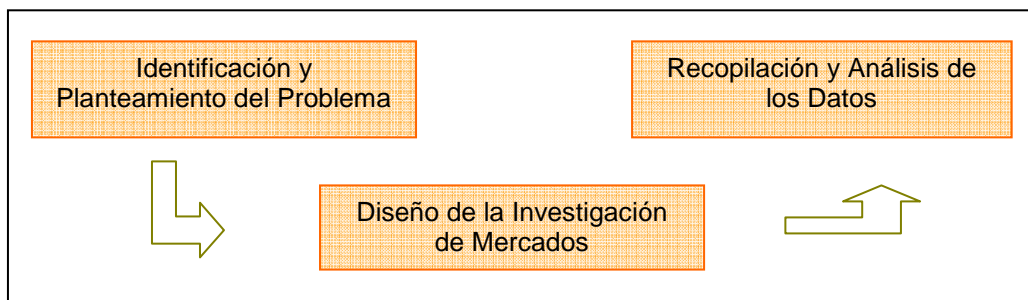 Identificación y
Planteamiento del Problema
Recopilación y Análisis de
los Datos
Diseño de la Investigación
de Mercados